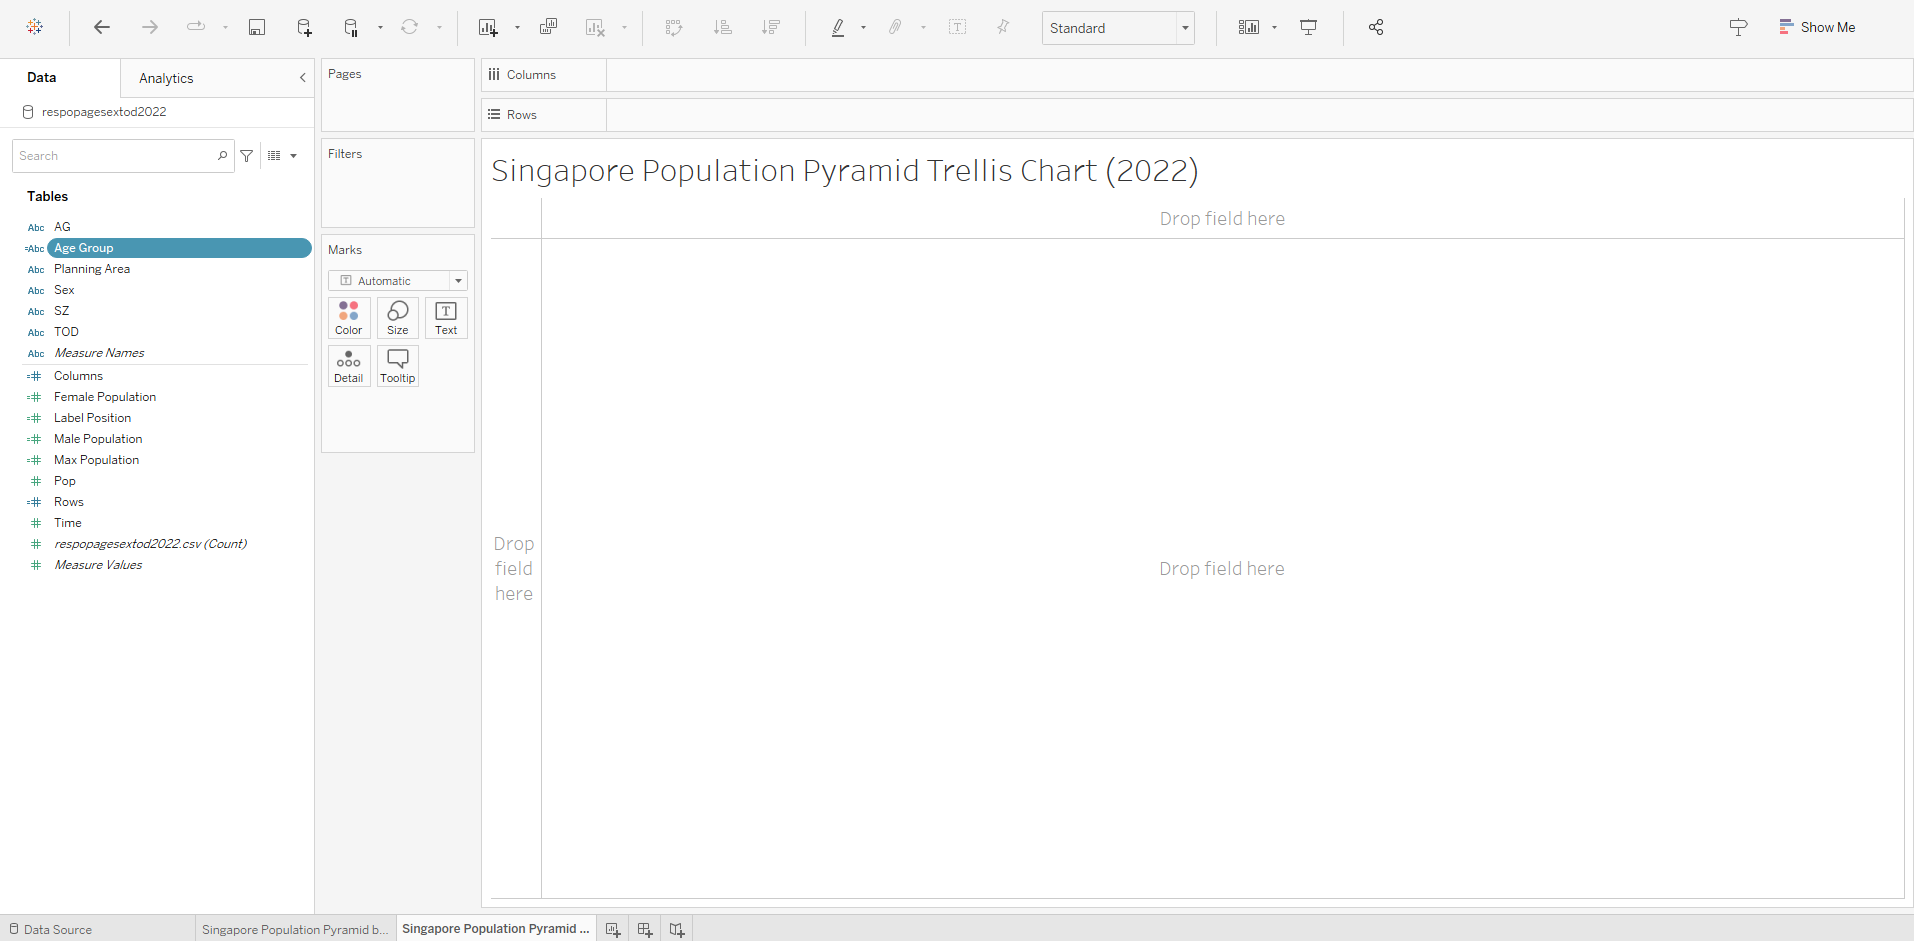 Standard
Show Me
Data
Analytics
respopagesextod2022
Search
Tables
Abc AG
=Abc Age Group
Abc Planning Area
Abc Sex
Abc SZ
Abc TOD
Abc Measure Names
=# Columns
=# Female Population
=# Label Position
=# Male Population
=# Max Population
# Pop
=# Rows
# Time
# respopagesextod2022.csv (Count)
# Measure Values
Pages
Filters
Marks
T Automatic
Color
Size
T Text
Detail
Tooltip
Columns
Rows
Singapore Population Pyramid Trellis Chart (2022)
Drop field here
Drop
field
here
Drop field here
Data Source
Singapore Population Pyramid b...
Singapore Population Pyramid ...